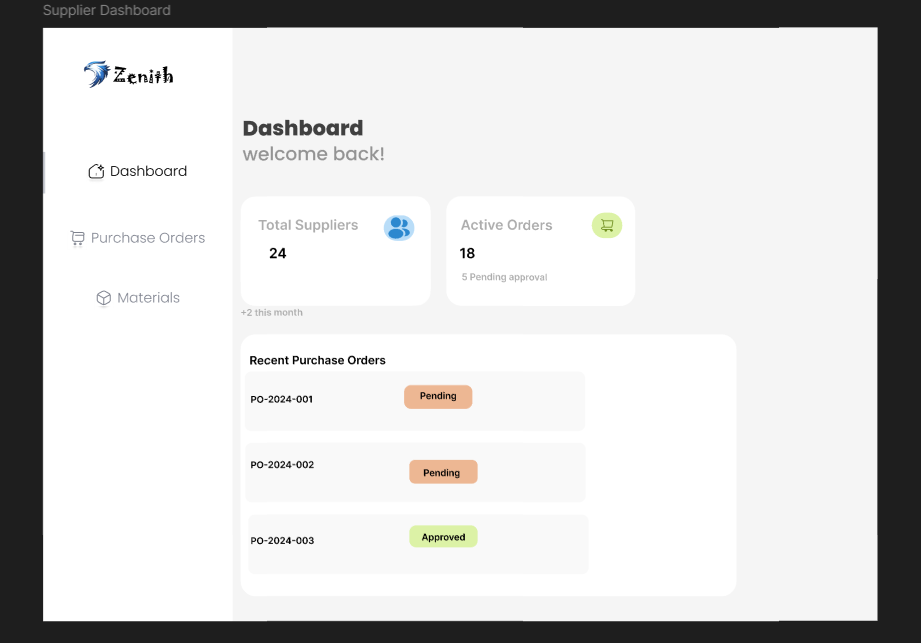 Supplier Dashboard
Zenith
Dashboard
Purchase Orders
Materials
Dashboard
welcome back!
Total Suppliers
24
+2 this month
Active Orders
18
5 Pending approval
Recent Purchase Orders
PO-2024-001 Pending
PO-2024-002 Pending
PO-2024-003 Approved